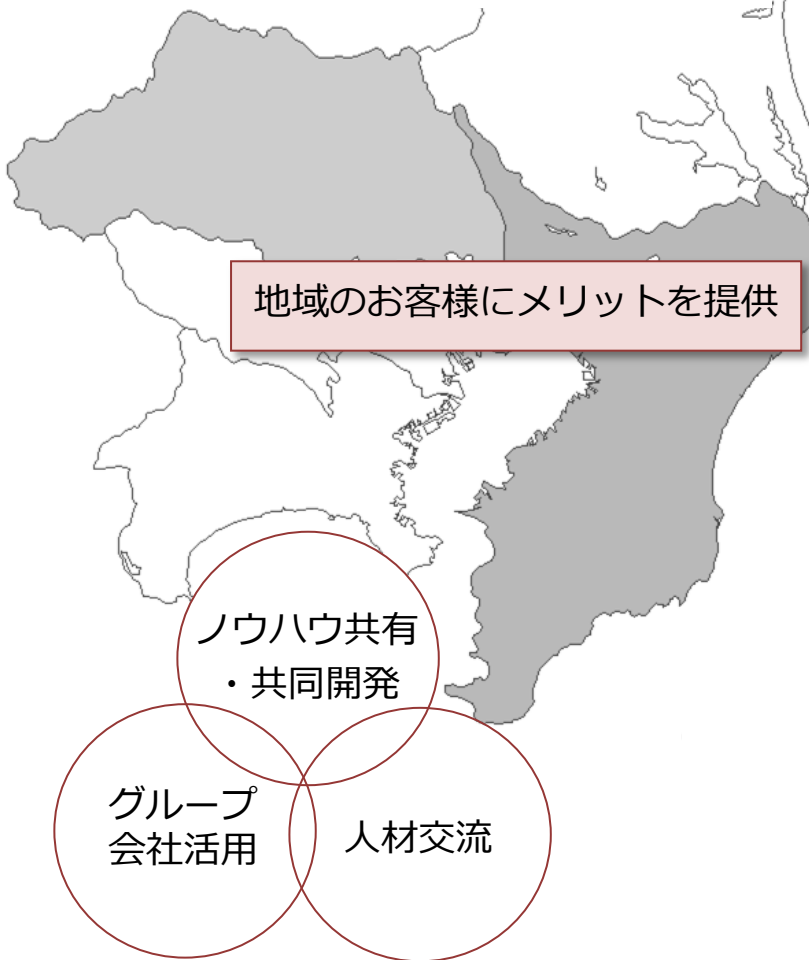 地域のお客様にメリットを提供
ノウハウ共有
・共同開発
グループ
会社活用
人材交流